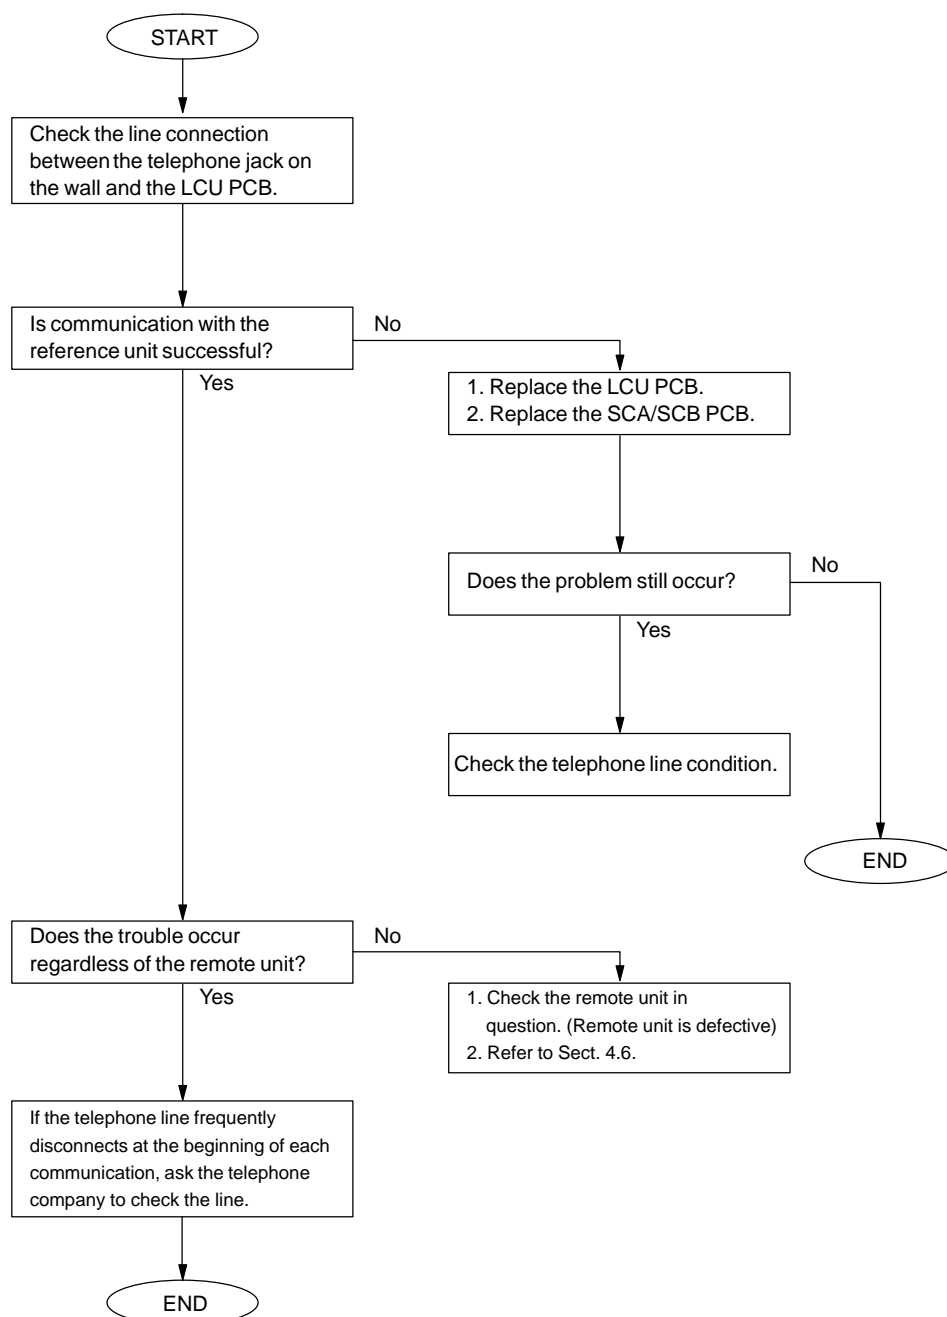 START
Check the line connection
between the telephone jack on
the wall and the LCU PCB.
Is communication with the
reference unit successful?
No
Yes
1. Replace the LCU PCB.
2. Replace the SCA/SCB PCB.
Does the problem still occur?
No
Yes
Check the telephone line condition.
END
Does the trouble occur
regardless of the remote unit?
No
Yes
1. Check the remote unit in
question. (Remote unit is defective)
2. Refer to Sect. 4.6.
If the telephone line frequently
disconnects at the beginning of each
communication, ask the telephone
company to check the line.
END